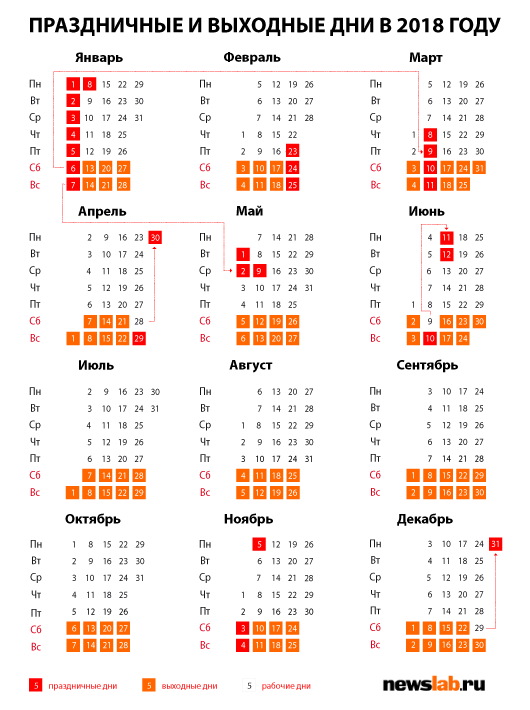 ПРАЗДНИЧНЫЕ И ВЫХОДНЫЕ ДНИ В 2018 ГОДУ
Январь Февраль Март
Пн 1 8 15 22 29 Пн 5 12 19 26 Пн 5 12 19 26
Вт 2 9 16 23 30 Вт 6 13 20 27 Вт 6 13 20 27
Ср 3 10 17 24 31 Ср 7 14 21 28 Ср 7 14 21 28
Чт 4 11 18 25 Чт 1 8 15 22 Чт 1 8 15 22 29
Пт 5 12 19 26 Пт 2 9 16 23 Пт 2 9 16 23 30
Сб 6 13 20 27 Сб 3 10 17 24 Сб 3 10 17 24 31
Вс 7 14 21 28 Вс 4 11 18 25 Вс 4 11 18 25
Апрель Май Июнь
Пн 2 9 16 23 30 Пн 7 14 21 28 Пн 4 11 18 25
Вт 3 10 17 24 Вт 1 8 15 22 29 Вт 5 12 19 26
Ср 4 11 18 25 Ср 2 9 16 23 30 Ср 6 13 20 27
Чт 5 12 19 26 Чт 3 10 17 24 31 Чт 7 14 21 28
Пт 6 13 20 27 Пт 4 11 18 25 Пт 1 8 15 22 29
Сб 7 14 21 28 Сб 5 12 19 26 Сб 2 9 16 23 30
Вс 1 8 15 22 29 Вс 6 13 20 27 Вс 3 10 17 24
Июль Август Сентябрь
Пн 2 9 16 23 30 Пн 6 13 20 27 Пн 3 10 17 24
Вт 3 10 17 24 31 Вт 7 14 21 28 Вт 4 11 18 25
Ср 4 11 18 25 Ср 1 8 15 22 29 Ср 5 12 19 26
Чт 5 12 19 26 Чт 2 9 16 23 30 Чт 6 13 20 27
Пт 6 13 20 27 Пт 3 10 17 24 31 Пт 7 14 21 28
Сб 7 14 21 28 Сб 4 11 18 25 Сб 1 8 15 22 29
Вс 1 8 15 22 29 Вс 5 12 19 26 Вс 2 9 16 23 30
Октябрь Ноябрь Декабрь
Пн 1 8 15 22 29 Пн 5 12 19 26 Пн 3 10 17 24 31
Вт 2 9 16 23 30 Вт 6 13 20 27 Вт 4 11 18 25
Ср 3 10 17 24 31 Ср 7 14 21 28 Ср 5 12 19 26
Чт 4 11 18 25 Чт 1 8 15 22 29 Чт 6 13 20 27
Пт 5 12 19 26 Пт 2 9 16 23 30 Пт 7 14 21 28
Сб 6 13 20 27 Сб 3 10 17 24 Сб 1 8 15 22 29
Вс 7 14 21 28 Вс 4 11 18 25 Вс 2 9 16 23 30
5 праздничные дни 5 выходные дни 5 рабочие дни newslab.ru